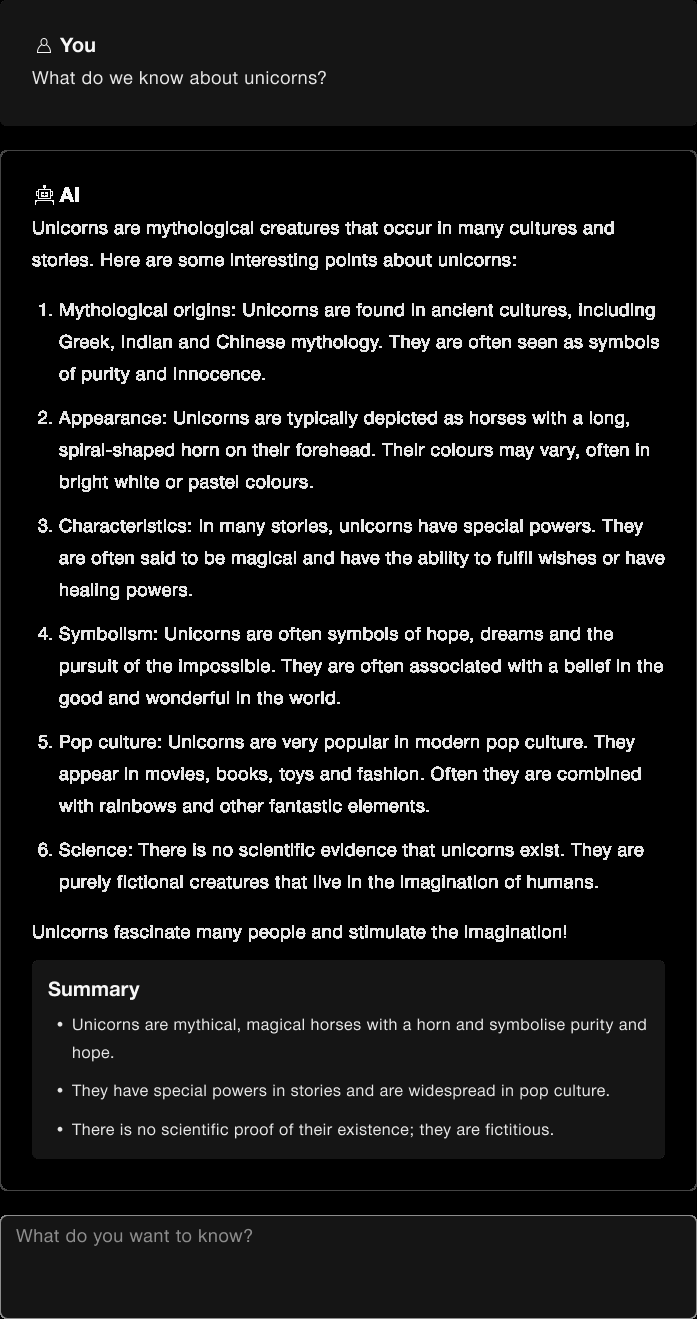 You
What do we know about unicorns?
AI
Unicorns are mythological creatures that occur in many cultures and
stories. Here are some interesting points about unicorns:
1. Mythological origins: Unicorns are found in ancient cultures, including
Greek, Indian and Chinese mythology. They are often seen as symbols
of purity and innocence.
2. Appearance: Unicorns are typically depicted as horses with a long,
spiral-shaped horn on their forehead. Their colours may vary, often in
bright white or pastel colours.
3. Characteristics: In many stories, unicorns have special powers. They
are often said to be magical and have the ability to fulfil wishes or have
healing powers.
4. Symbolism: Unicorns are often symbols of hope, dreams and the
pursuit of the impossible. They are often associated with a belief in the
good and wonderful in the world.
5. Pop culture: Unicorns are very popular in modern pop culture. They
appear in movies, books, toys and fashion. Often they are combined
with rainbows and other fantastic elements.
6. Science: There is no scientific evidence that unicorns exist. They are
purely fictional creatures that live in the imagination of humans.
Unicorns fascinate many people and stimulate the imagination!
Summary
• Unicorns are mythical, magical horses with a horn and symbolise purity and
hope.
• They have special powers in stories and are widespread in pop culture.
• There is no scientific proof of their existence; they are fictitious.
What do you want to know?